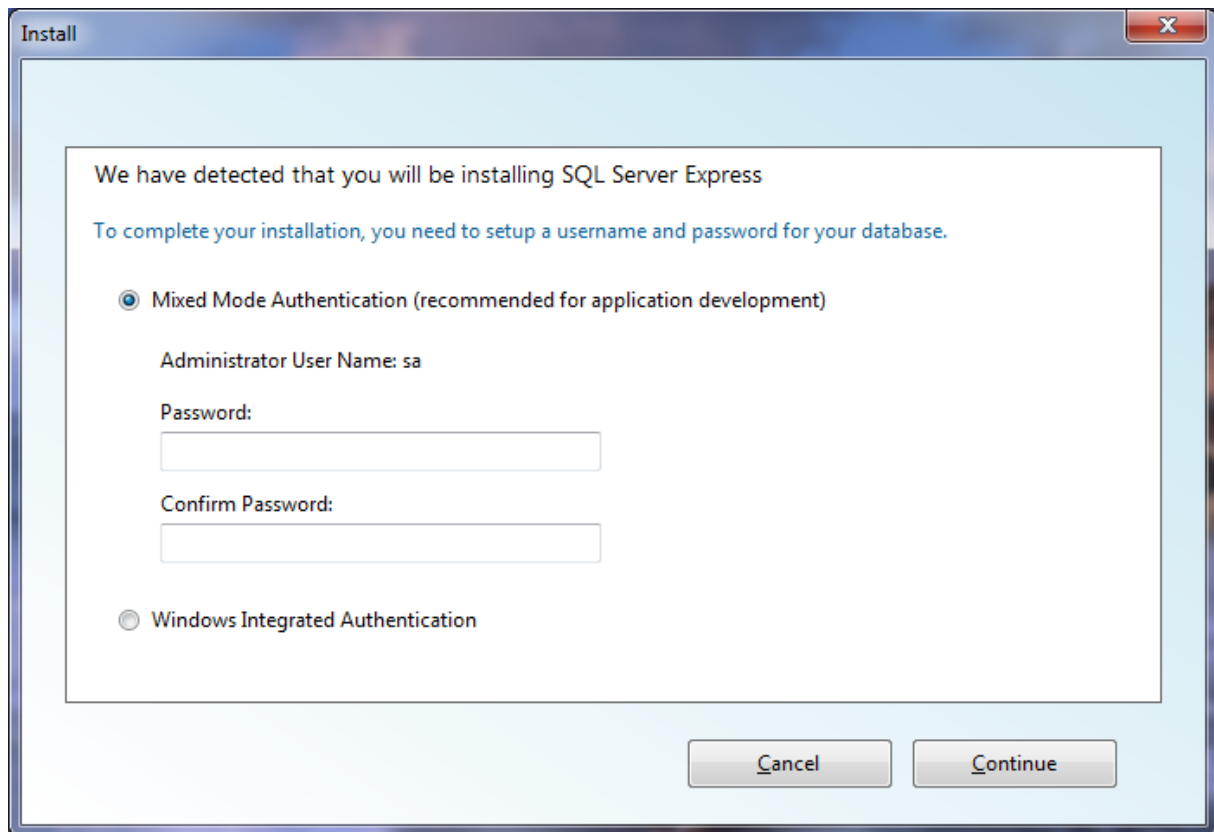 Install
We have detected that you will be installing SQL Server Express
To complete your installation, you need to setup a username and password for your database.
Mixed Mode Authentication (recommended for application development)
Administrator User Name: sa
Password:
Confirm Password:
Windows Integrated Authentication
Cancel
Continue